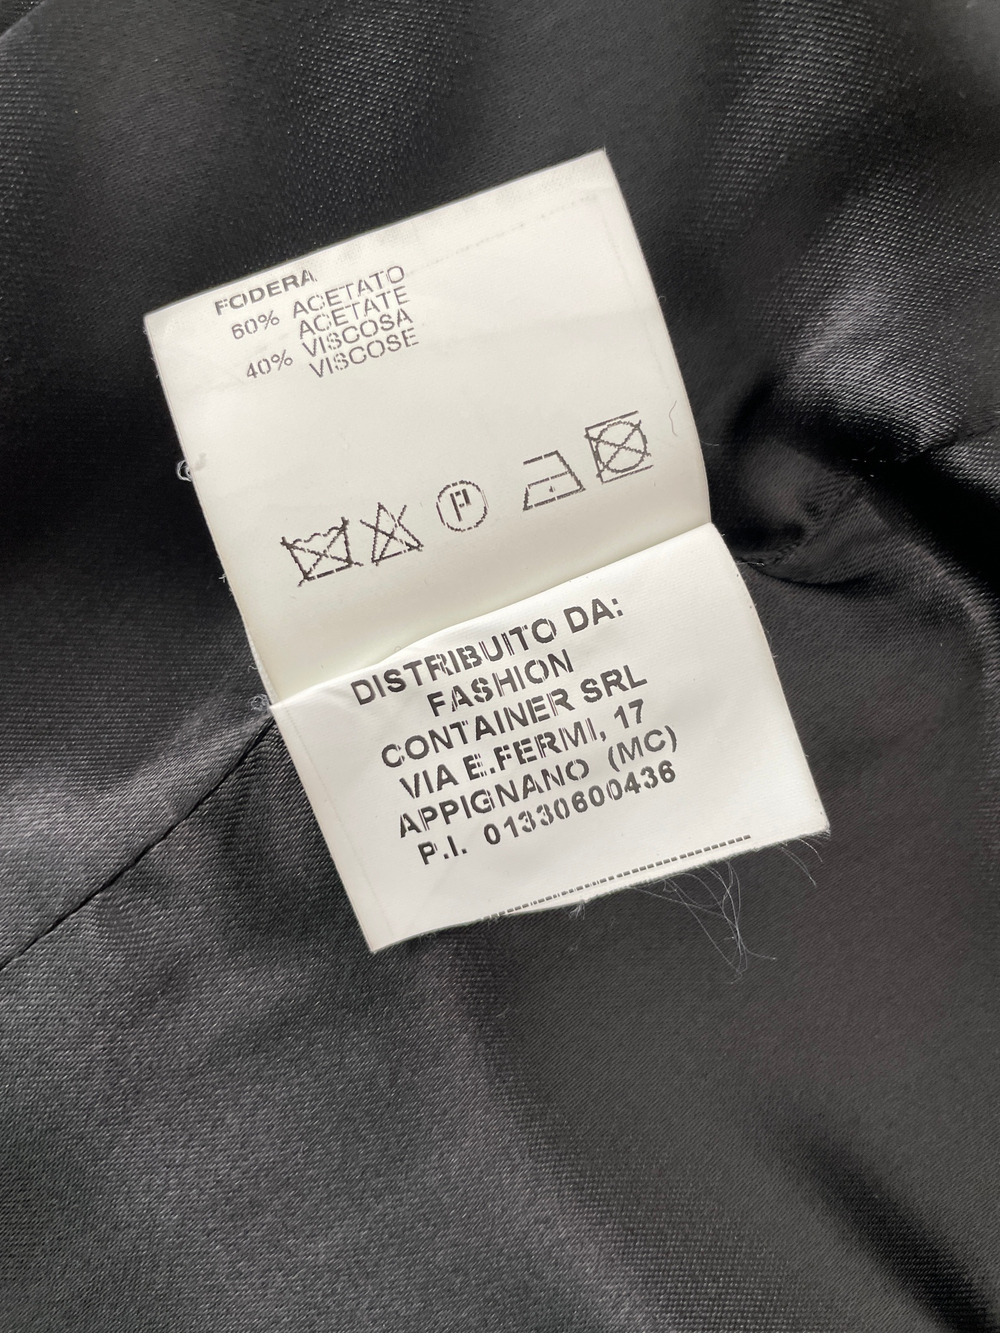 FODERA
60% ACETATO
ACETATE
40% VISCOSA
VISCOSE
F
DISTRIBUITO DA:
FASHION
CONTAINER SRL
VIA E.FERMI, 17
APPIGNANO (MC)
P.I. 01330600436